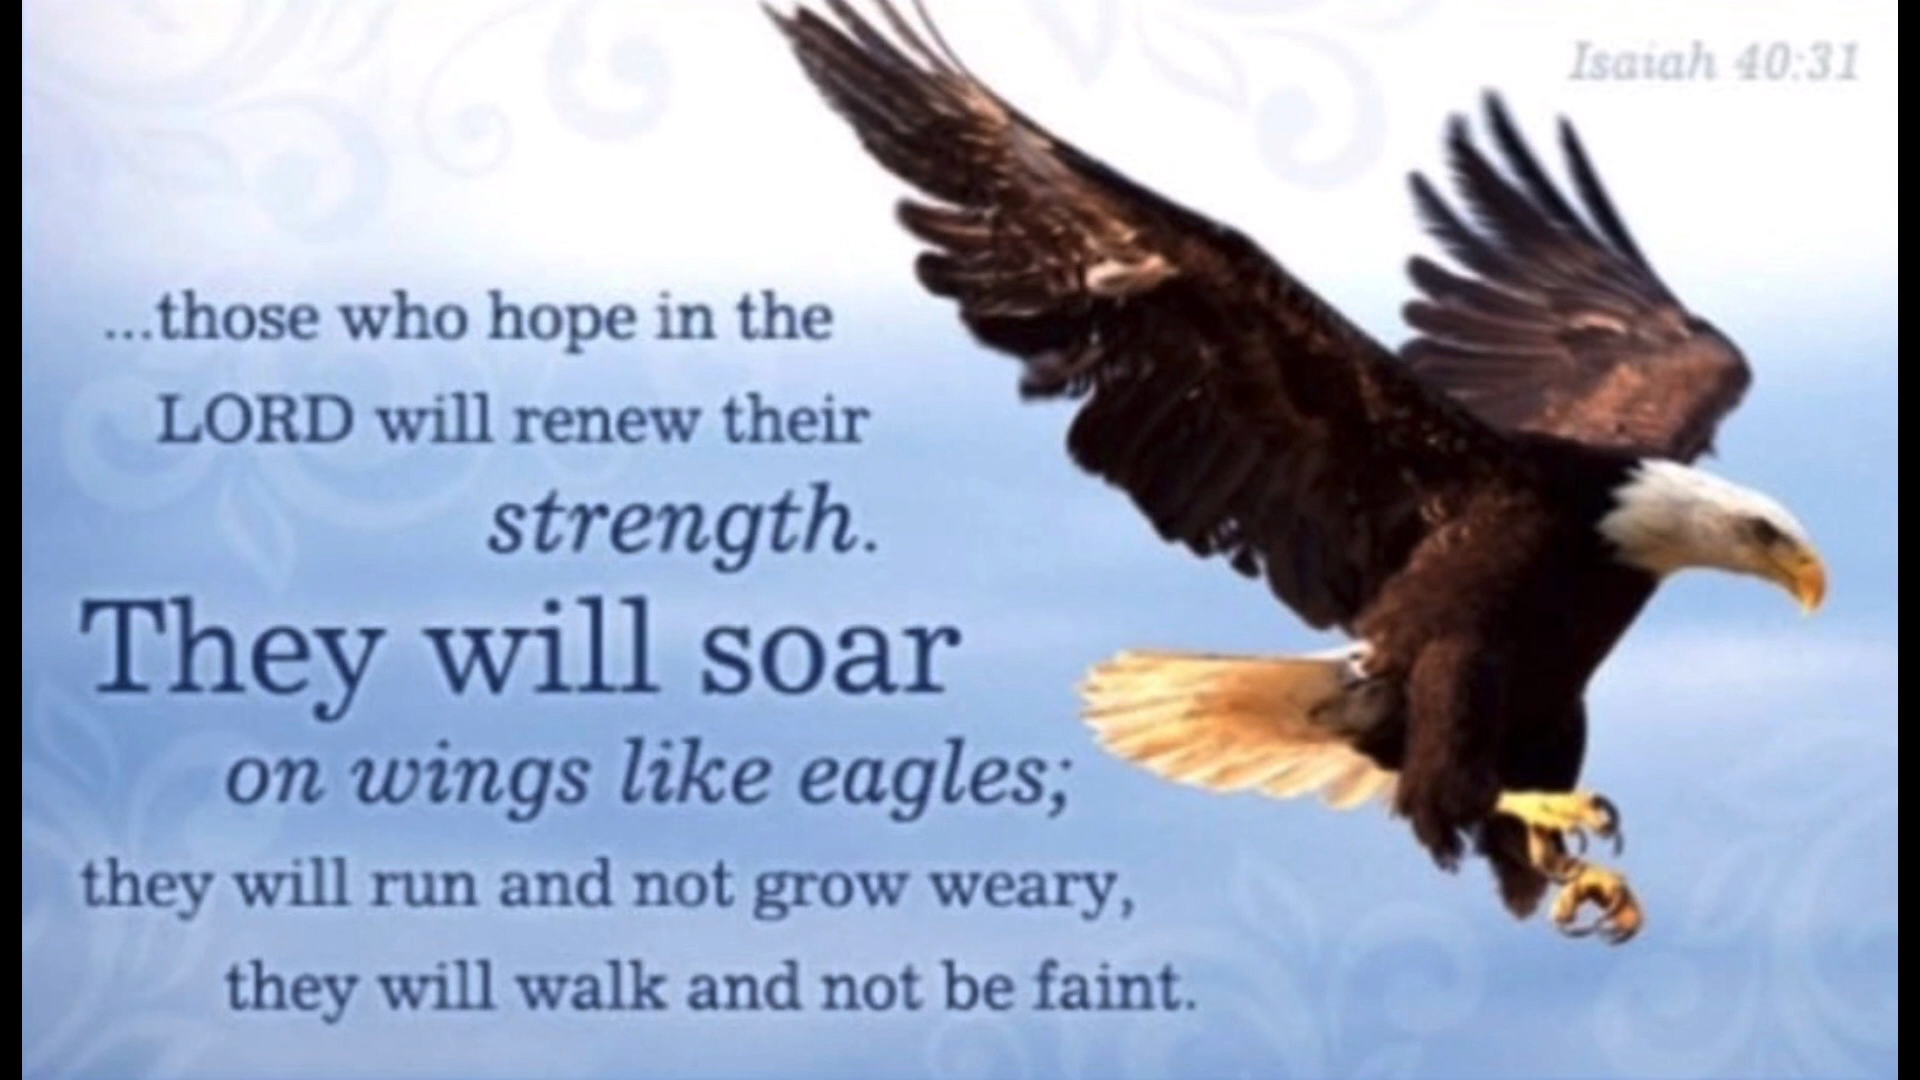 Isaiah 40:31
...those who hope in the
LORD will renew their
strength.
They will soar
on wings like eagles;
they will run and not grow weary,
they will walk and not be faint.